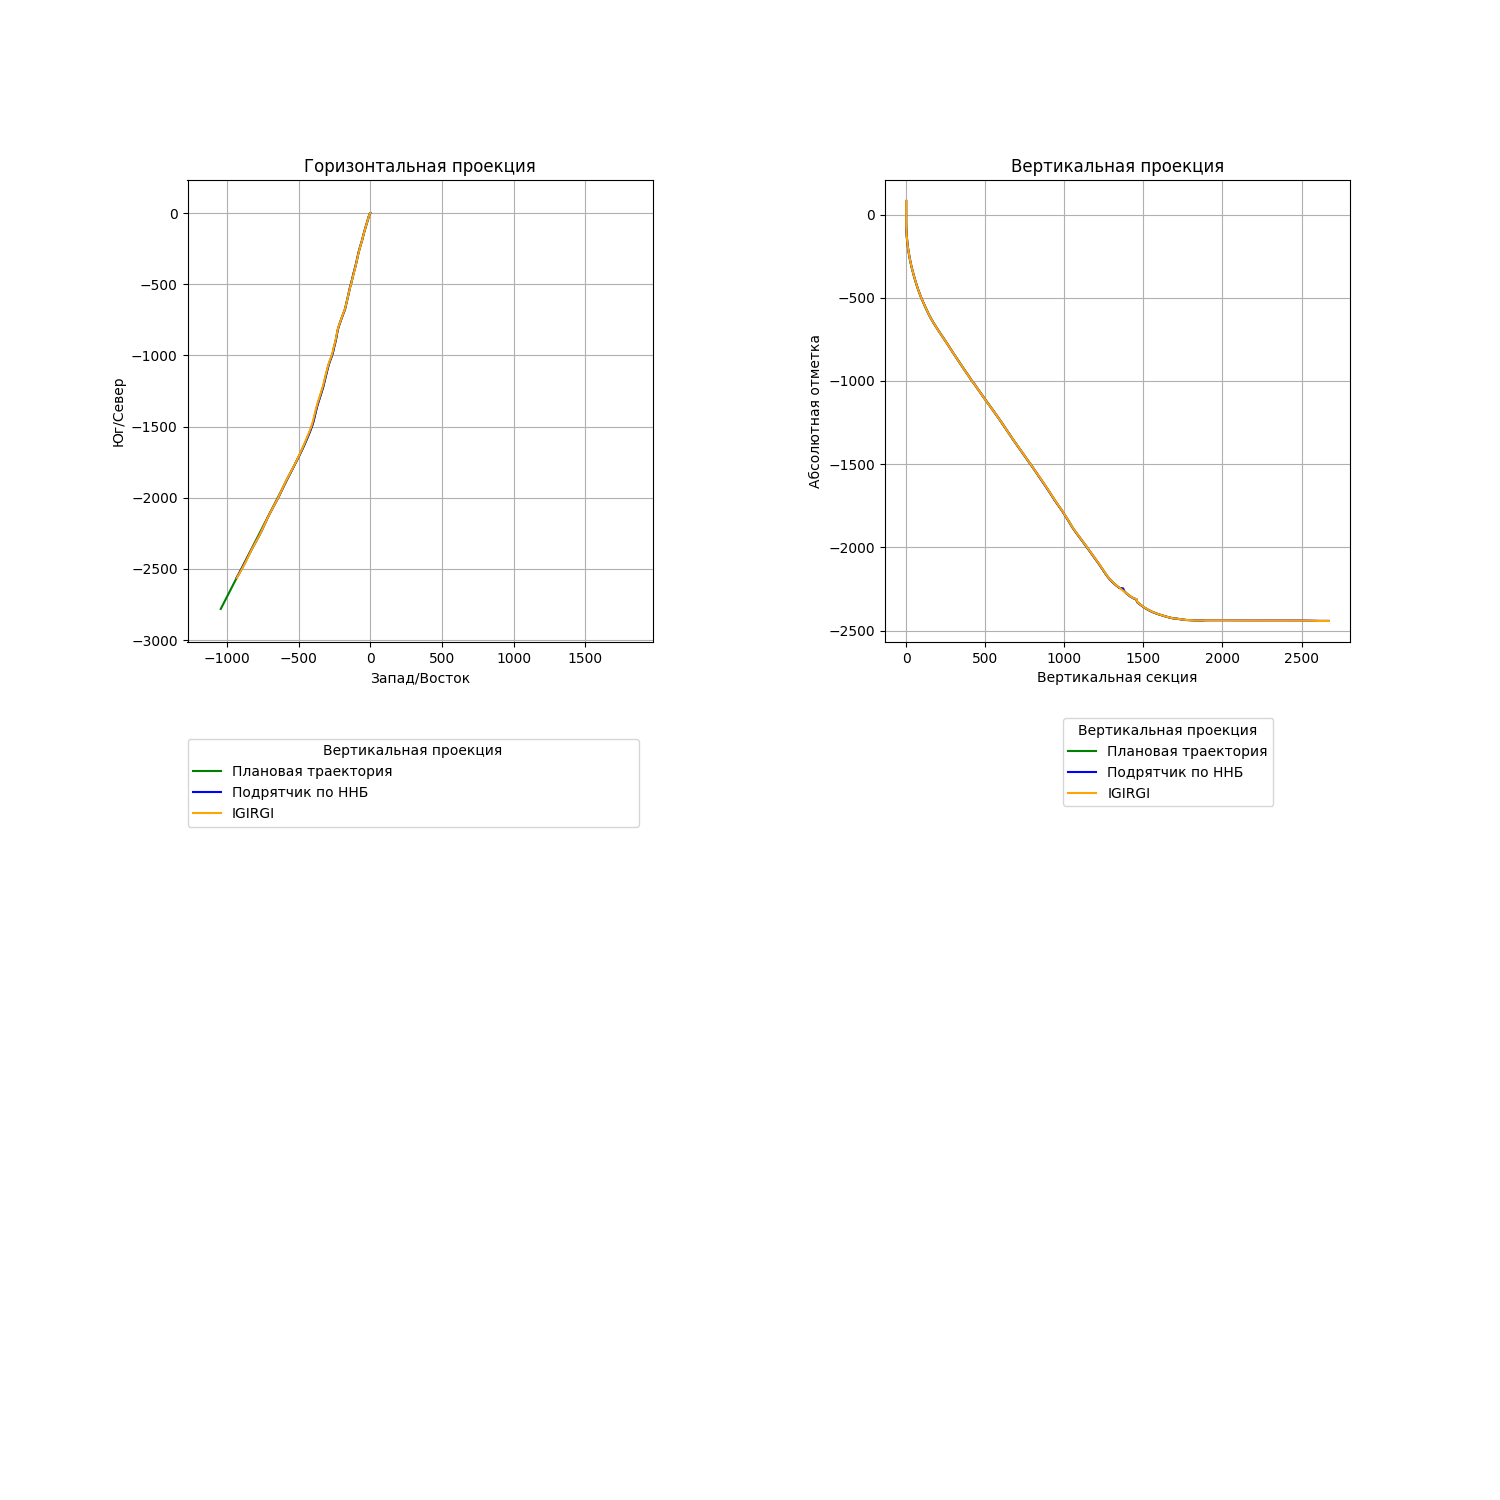 Горизонтальная проекция
0
−500
−1000
−1500
−2000
−2500
−3000
Юг/Север
−1000 −500 0 500 1000 1500
Запад/Восток
Вертикальная проекция
Плановая траектория
Подрятчик по ННБ
IGIRGI
Вертикальная проекция
0
−500
−1000
−1500
−2000
−2500
Абсолютная отметка
0 500 1000 1500 2000 2500
Вертикальная секция
Вертикальная проекция
Плановая траектория
Подрятчик по ННБ
IGIRGI